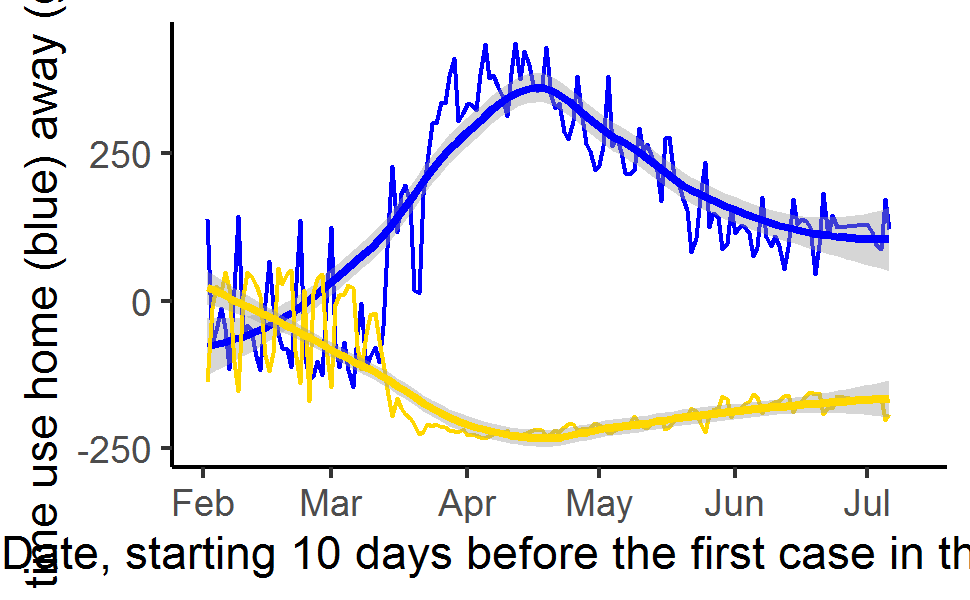 time use home (blue) away (
250
0
-250
Feb Mar Apr May Jun Jul
Date, starting 10 days before the first case in th